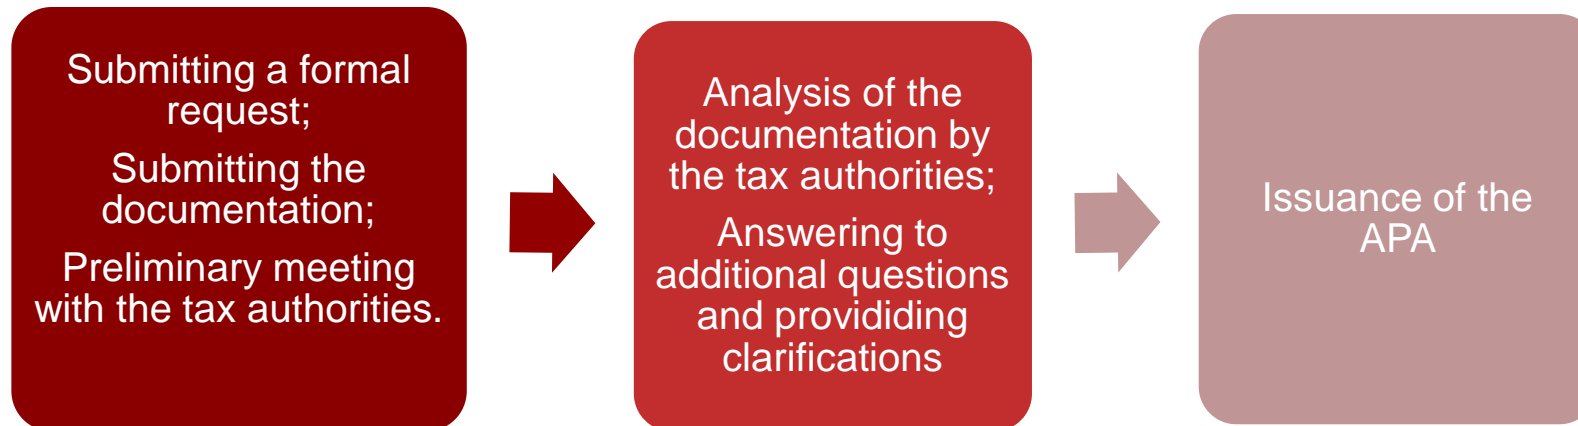 Submitting a formal
request;
Submitting the
documentation;
Preliminary meeting
with the tax authorities.
Analysis of the
documentation by
the tax authorities;
Answering to
additional questions
and provididing
clarifications
Issuance of the
APA